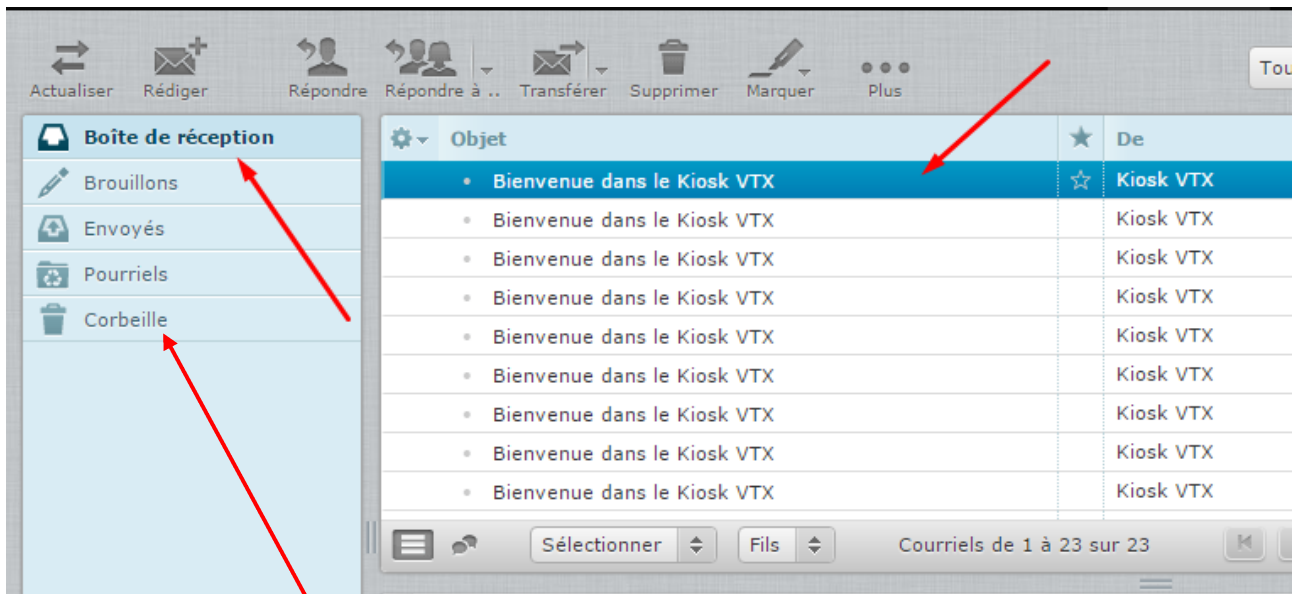 Actualiser Rédiger Répondre Répondre à .. Transférer Supprimer Marquer Plus Tou
Boîte de réception
Brouillons
Envoyés
Pourriels
Corbeille
Objet De
Bienvenue dans le Kiosk VTX Kiosk VTX
Bienvenue dans le Kiosk VTX Kiosk VTX
Bienvenue dans le Kiosk VTX Kiosk VTX
Bienvenue dans le Kiosk VTX Kiosk VTX
Bienvenue dans le Kiosk VTX Kiosk VTX
Bienvenue dans le Kiosk VTX Kiosk VTX
Bienvenue dans le Kiosk VTX Kiosk VTX
Bienvenue dans le Kiosk VTX Kiosk VTX
Bienvenue dans le Kiosk VTX Kiosk VTX
Sélectionner Fils Courriels de 1 à 23 sur 23